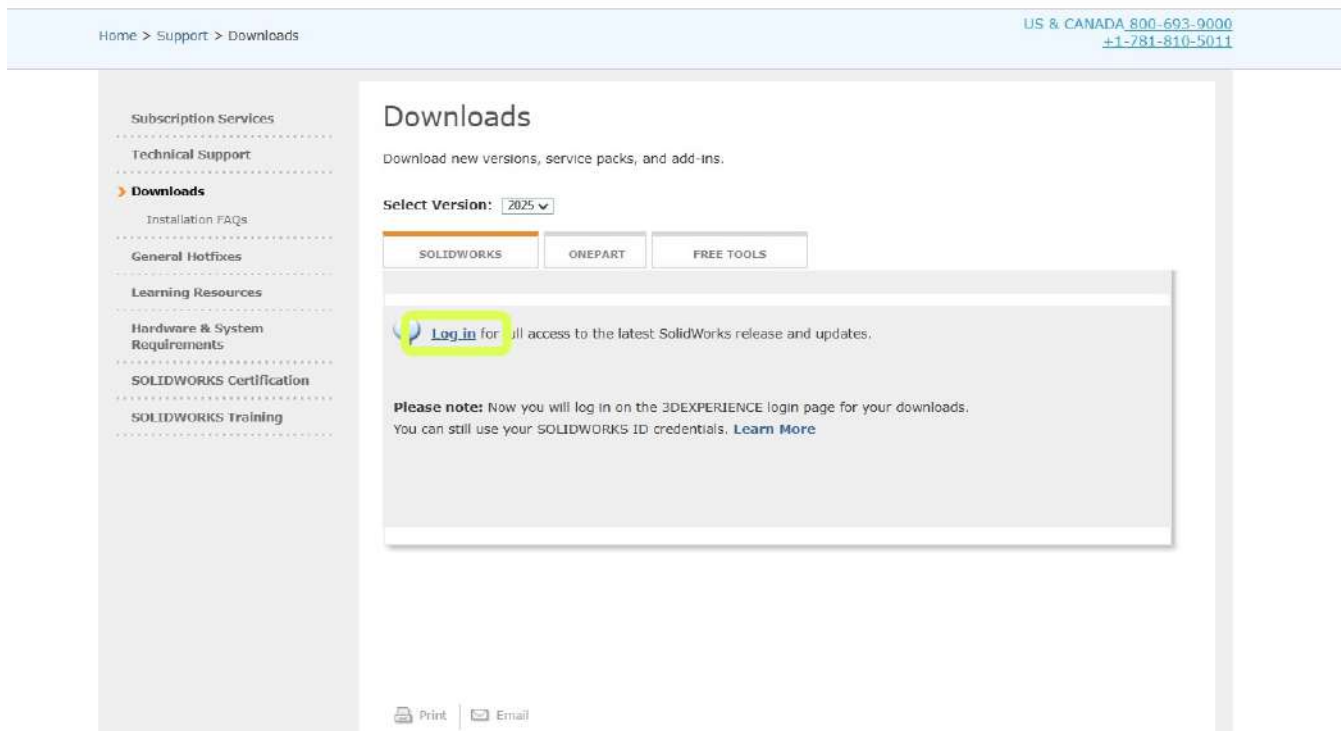 Home > Support > Downloads
US & CANADA 800-693-9000
+1-781-810-5011
Subscription Services
Technical Support
Downloads
Installation FAQs
General Hotfixes
Learning Resources
Hardware & System
Requirements
SOLIDWORKS Certification
SOLIDWORKS Training
Downloads
Download new versions, service packs, and add-ins.
Select Version: 2025
SOLIDWORKS ONEPART FREE TOOLS
Log in for full access to the latest SolidWorks release and updates.
Please note: Now you will log in on the 3DEXPERIENCE login page for your downloads.
You can still use your SOLIDWORKS ID credentials. Learn More
Print Email